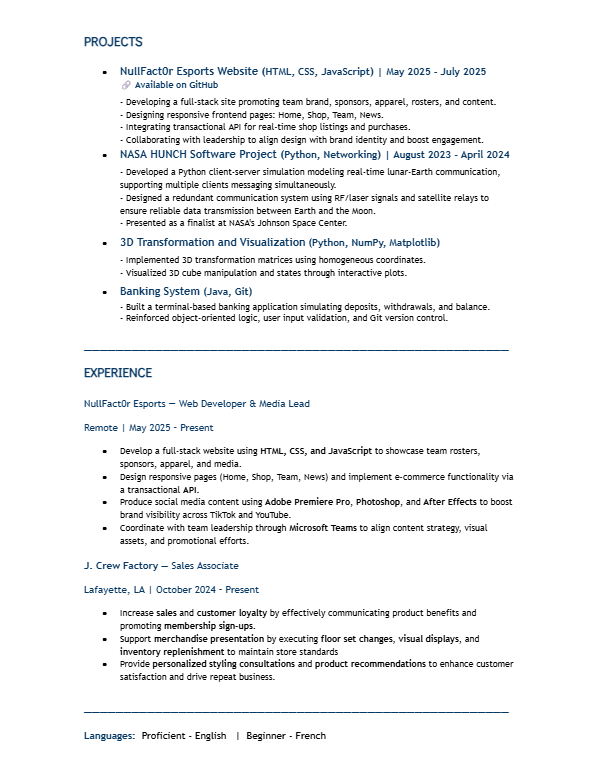 PROJECTS
• NullFact0r Esports Website (HTML, CSS, JavaScript) | May 2025 - July 2025
🔗 Available on GitHub
- Developing a full-stack site promoting team brand, sponsors, apparel, rosters, and content.
- Designing responsive frontend pages: Home, Shop, Team, News.
- Integrating transactional API for real-time shop listings and purchases.
- Collaborating with leadership to align design with brand identity and boost engagement.
• NASA HUNCH Software Project (Python, Networking) | August 2023 - April 2024
- Developed a Python client-server simulation modeling real-time lunar-Earth communication,
supporting multiple clients messaging simultaneously.
- Designed a redundant communication system using RF/laser signals and satellite relays to
ensure reliable data transmission between Earth and the Moon.
- Presented as a finalist at NASA's Johnson Space Center.
• 3D Transformation and Visualization (Python, NumPy, Matplotlib)
- Implemented 3D transformation matrices using homogeneous coordinates.
- Visualized 3D cube manipulation and states through interactive plots.
• Banking System (Java, Git)
- Built a terminal-based banking application simulating deposits, withdrawals, and balance.
- Reinforced object-oriented logic, user input validation, and Git version control.
EXPERIENCE
NullFact0r Esports — Web Developer & Media Lead
Remote | May 2025 - Present
• Develop a full-stack website using HTML, CSS, and JavaScript to showcase team rosters,
sponsors, apparel, and media.
• Design responsive pages (Home, Shop, Team, News) and implement e-commerce functionality via
a transactional API.
• Produce social media content using Adobe Premiere Pro, Photoshop, and After Effects to boost
brand visibility across TikTok and YouTube.
• Coordinate with team leadership through Microsoft Teams to align content strategy, visual
assets, and promotional efforts.
J. Crew Factory — Sales Associate
Lafayette, LA | October 2024 - Present
• Increase sales and customer loyalty by effectively communicating product benefits and
promoting membership sign-ups.
• Support merchandise presentation by executing floor set changes, visual displays, and
inventory replenishment to maintain store standards
• Provide personalized styling consultations and product recommendations to enhance customer
satisfaction and drive repeat business.
Languages: Proficient - English | Beginner - French